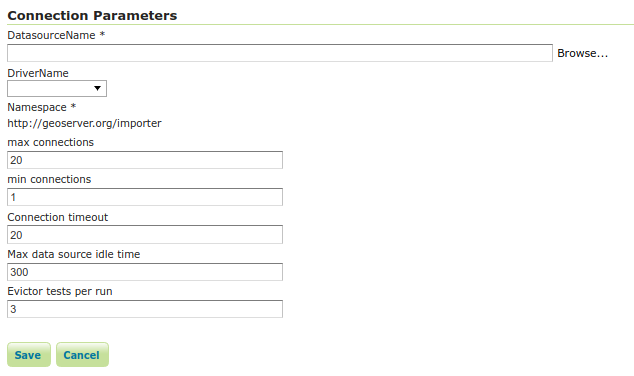 Connection Parameters
DatasourceName *
Browse...
DriverName
Namespace *
http://geoserver.org/importer
max connections
20
min connections
1
Connection timeout
20
Max data source idle time
300
Evictor tests per run
3
Save Cancel